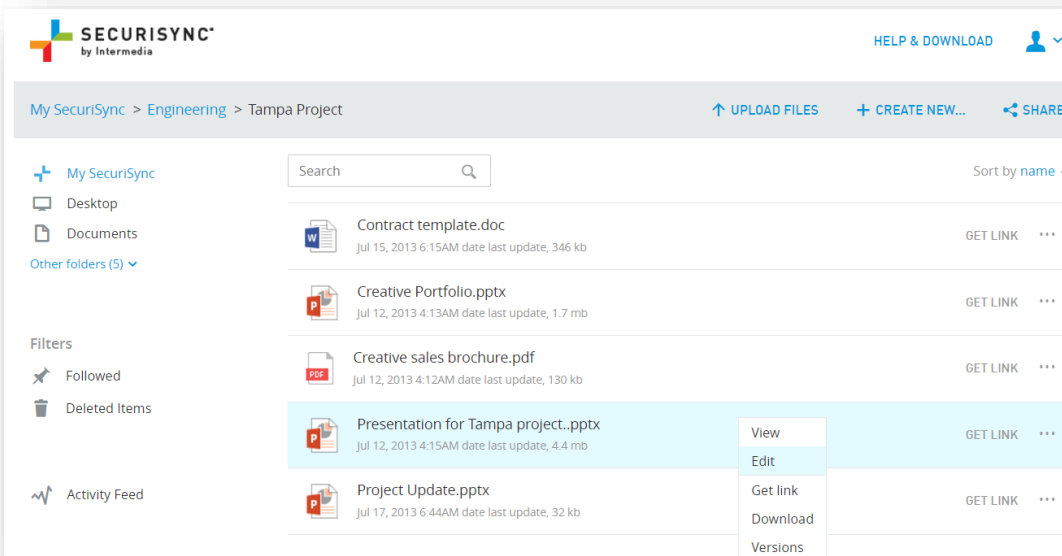 SECURISYNC™
by Intermedia
HELP & DOWNLOAD
My SecuriSync > Engineering > Tampa Project
UPLOAD FILES
+ CREATE NEW...
SHARE
My SecuriSync
Desktop
Documents
Other folders (5)
Filters
Followed
Deleted Items
Activity Feed
Search
Sort by name
W
Contract template.doc
Jul 15, 2013 6:15AM date last update, 346 kb
GET LINK ...
P
Creative Portfolio.pptx
Jul 12, 2013 4:13AM date last update, 1.7 mb
GET LINK ...
PDF
Creative sales brochure.pdf
Jul 12, 2013 4:12AM date last update, 130 kb
GET LINK ...
P
Presentation for Tampa project..pptx
Jul 12, 2013 4:15AM date last update, 4.4 mb
GET LINK ...
P
Project Update.pptx
Jul 17, 2013 6:44AM date last update, 32 kb
GET LINK ...
View
Edit
Get link
Download
Versions